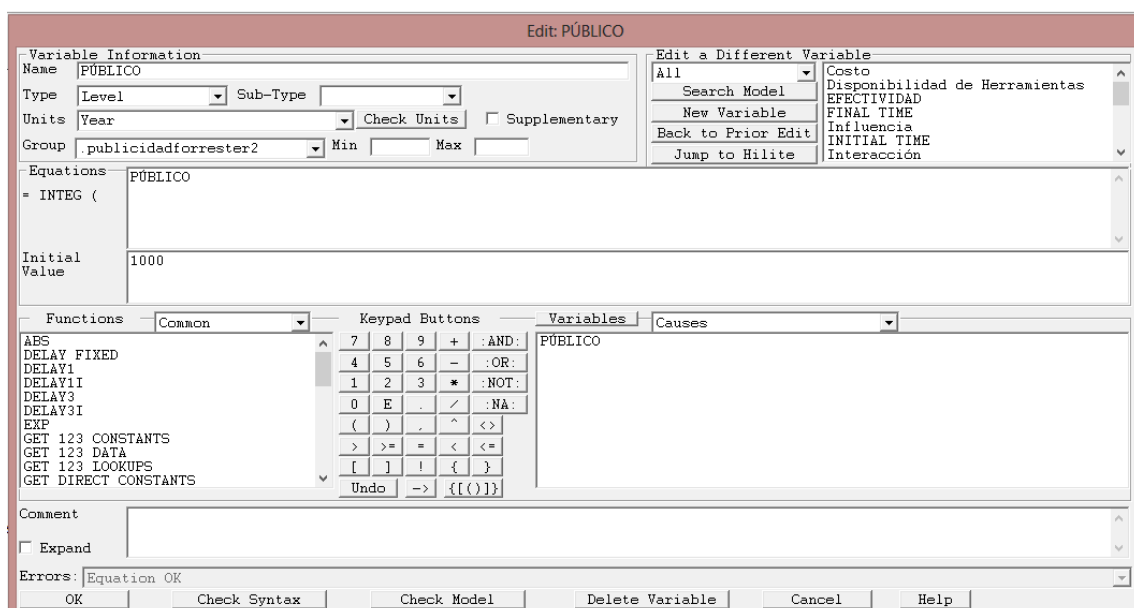 Edit: PÚBLICO
Variable Information
Name PÚBLICO
Type Level Sub-Type
Units Year Check Units Supplementary
Group .publicidadforrester2 Min Max
Edit a Different Variable
All
Search Model
New Variable
Back to Prior Edit
Jump to Hilite
Costo
Disponibilidad de Herramientas
EFECTIVIDAD
FINAL TIME
Influencia
INITIAL TIME
Interacción
Equations PÚBLICO
= INTEG (
Initial Value 1000
Functions Common
ABS
DELAY FIXED
DELAY1
DELAY1I
DELAY3
DELAY3I
EXP
GET 123 CONSTANTS
GET 123 DATA
GET 123 LOOKUPS
GET DIRECT CONSTANTS
Keypad Buttons
7 8 9 + :AND:
4 5 6 - :OR:
1 2 3 * :NOT:
0 E . / :NA:
( ) , ^ <>
> >= = < <=
[ ] ! { }
Undo -> {[()]}
Variables Causes
PÚBLICO
Comment
Expand
Errors: Equation OK
OK Check Syntax Check Model Delete Variable Cancel Help